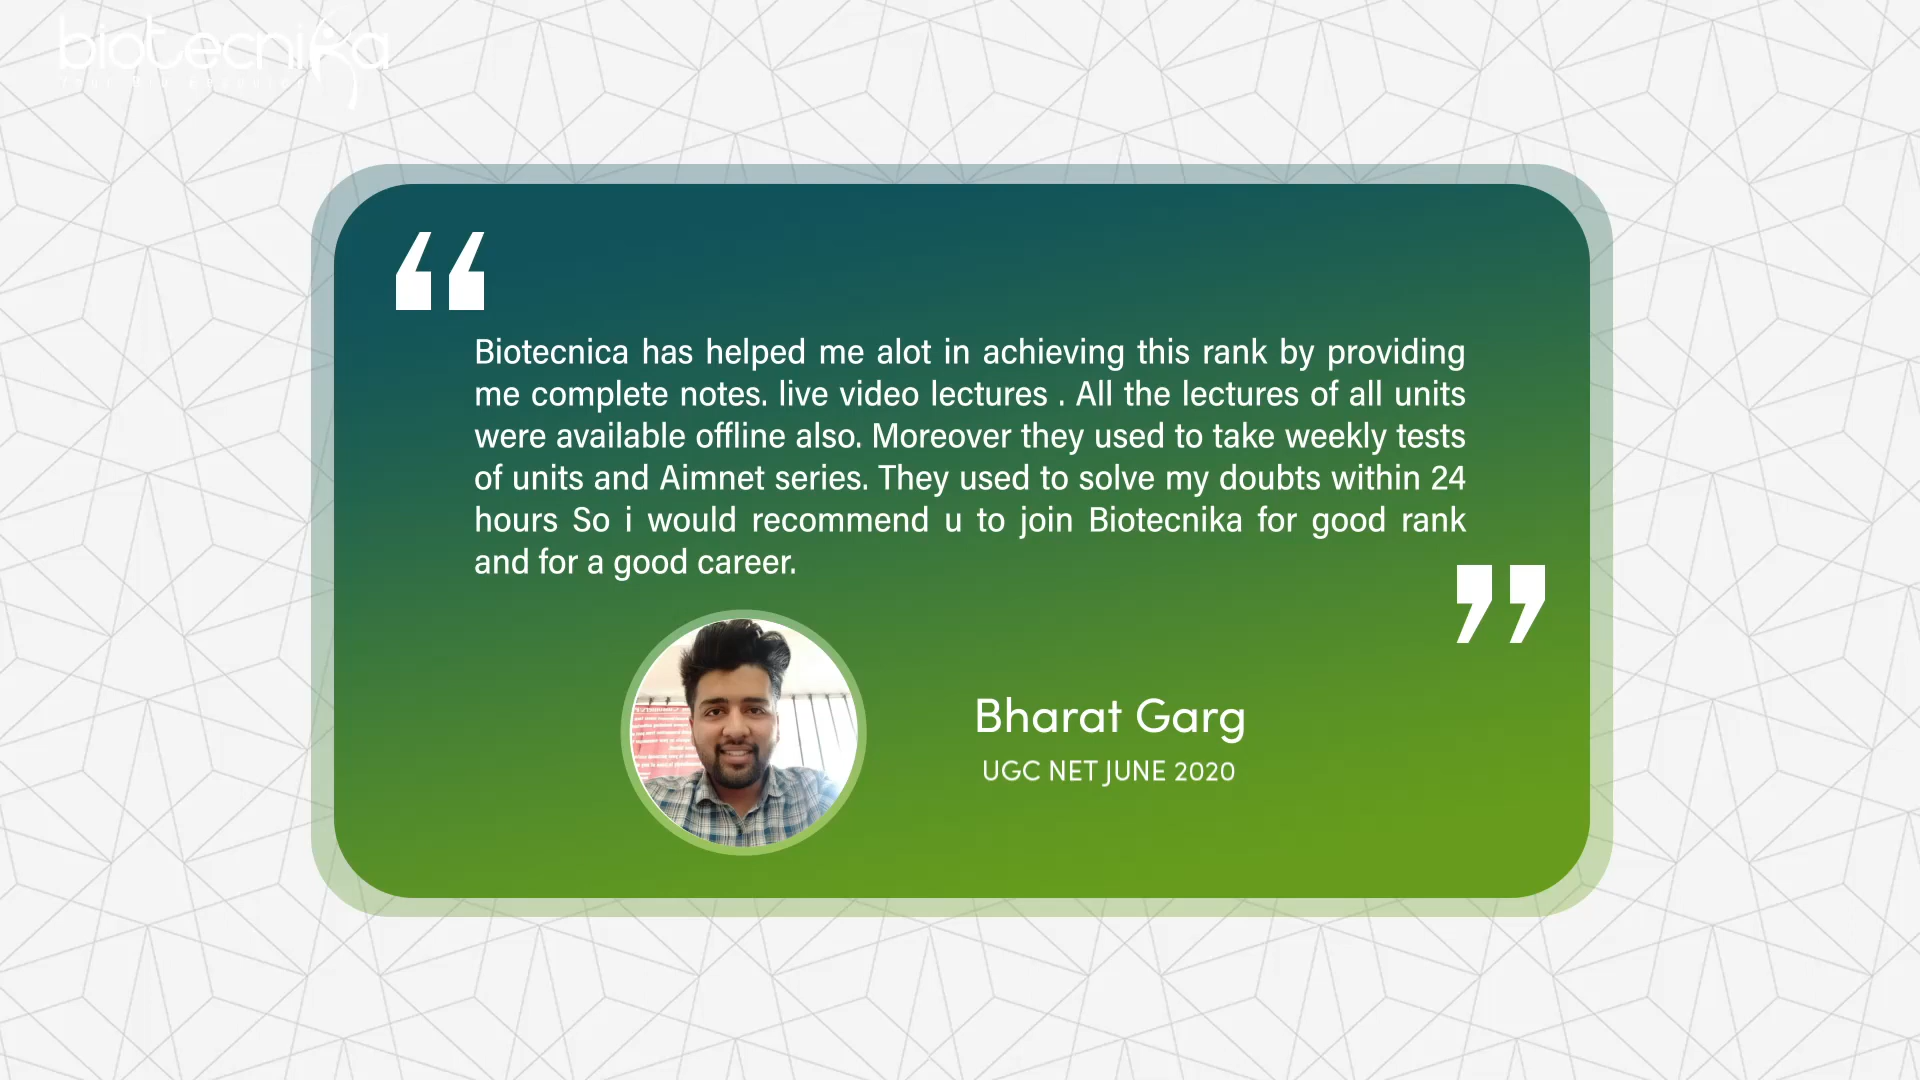 biotecnika
Biotecnica has helped me alot in achieving this rank by providing
me complete notes. live video lectures . All the lectures of all units
were available offline also. Moreover they used to take weekly tests
of units and Aimnet series. They used to solve my doubts within 24
hours So i would recommend u to join Biotecnika for good rank
and for a good career.
Bharat Garg
UGC NET JUNE 2020